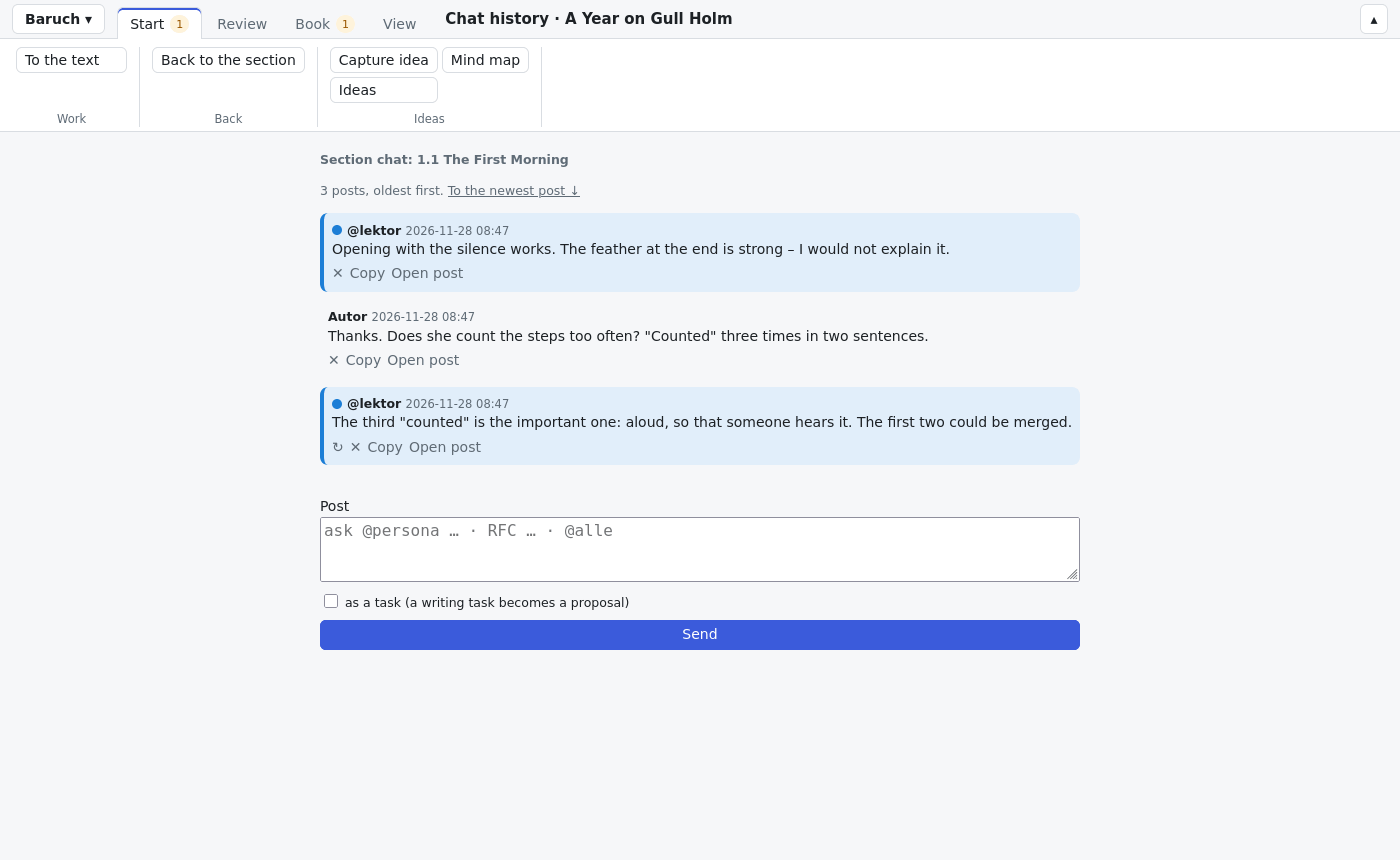 Baruch ▾
Start 1
Review
Book 1
View
Chat history · A Year on Gull Holm
▲
To the text
Work
Back to the section
Back
Capture idea
Mind map
Ideas
Ideas
Section chat: 1.1 The First Morning
3 posts, oldest first. To the newest post ↓
@lektor 2026-11-28 08:47
Opening with the silence works. The feather at the end is strong – I would not explain it.
✕ Copy Open post
Autor 2026-11-28 08:47
Thanks. Does she count the steps too often? "Counted" three times in two sentences.
✕ Copy Open post
@lektor 2026-11-28 08:47
The third "counted" is the important one: aloud, so that someone hears it. The first two could be merged.
↻ ✕ Copy Open post
Post
ask @persona … · RFC … · @alle
as a task (a writing task becomes a proposal)
Send